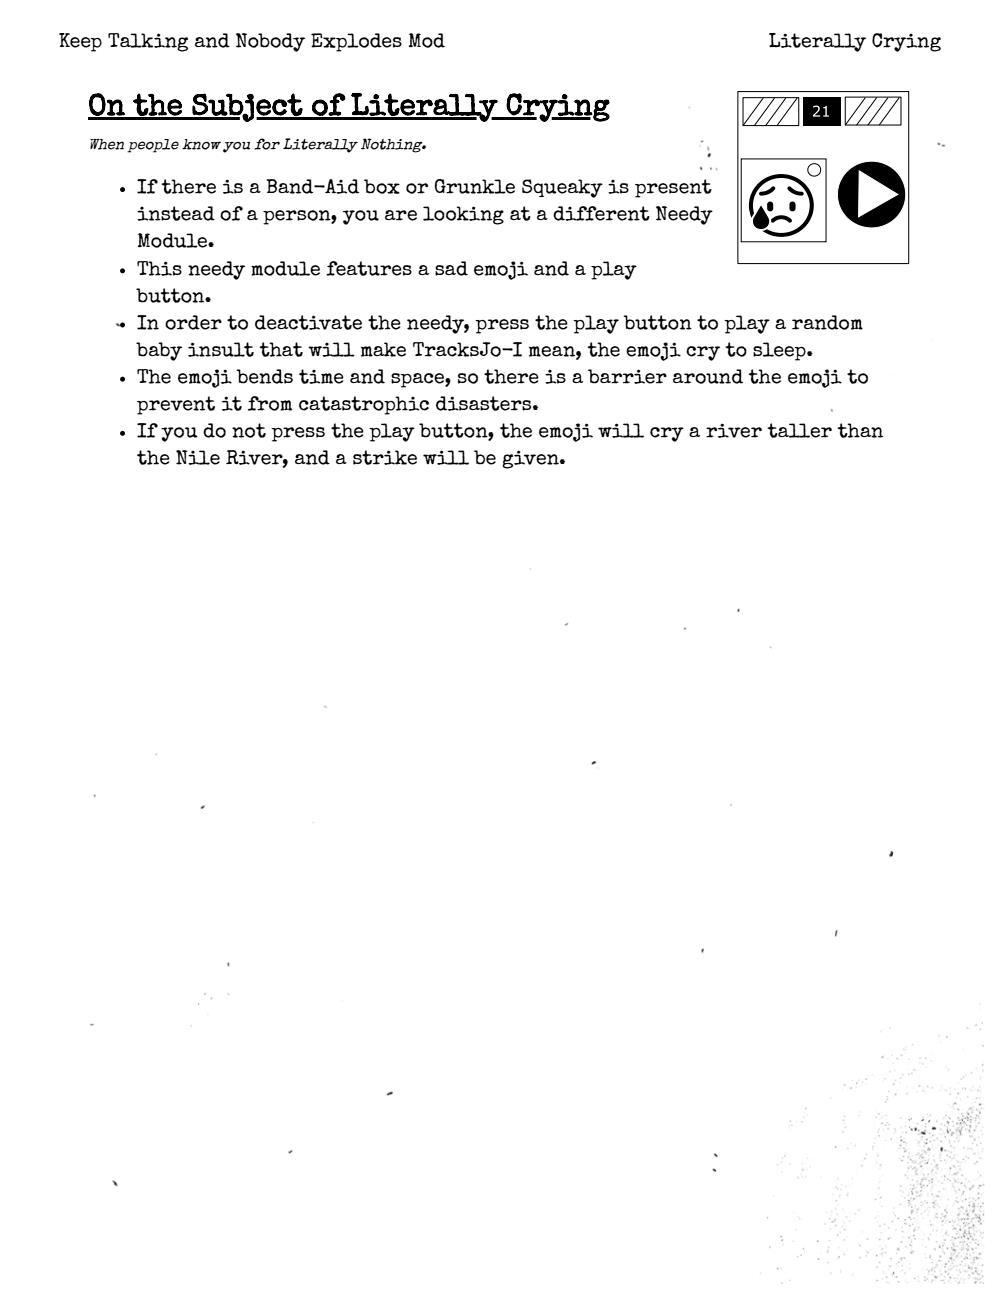 Keep Talking and Nobody Explodes Mod
Literally Crying
On the Subject of Literally Crying
21
When people know you for Literally Nothing.
• If there is a Band-Aid box or Grunkle Squeaky is present
instead of a person, you are looking at a different Needy
Module.
• This needy module features a sad emoji and a play
button.
• In order to deactivate the needy, press the play button to play a random
baby insult that will make TracksJo-I mean, the emoji cry to sleep.
• The emoji bends time and space, so there is a barrier around the emoji to
prevent it from catastrophic disasters.
• If you do not press the play button, the emoji will cry a river taller than
the Nile River, and a strike will be given.